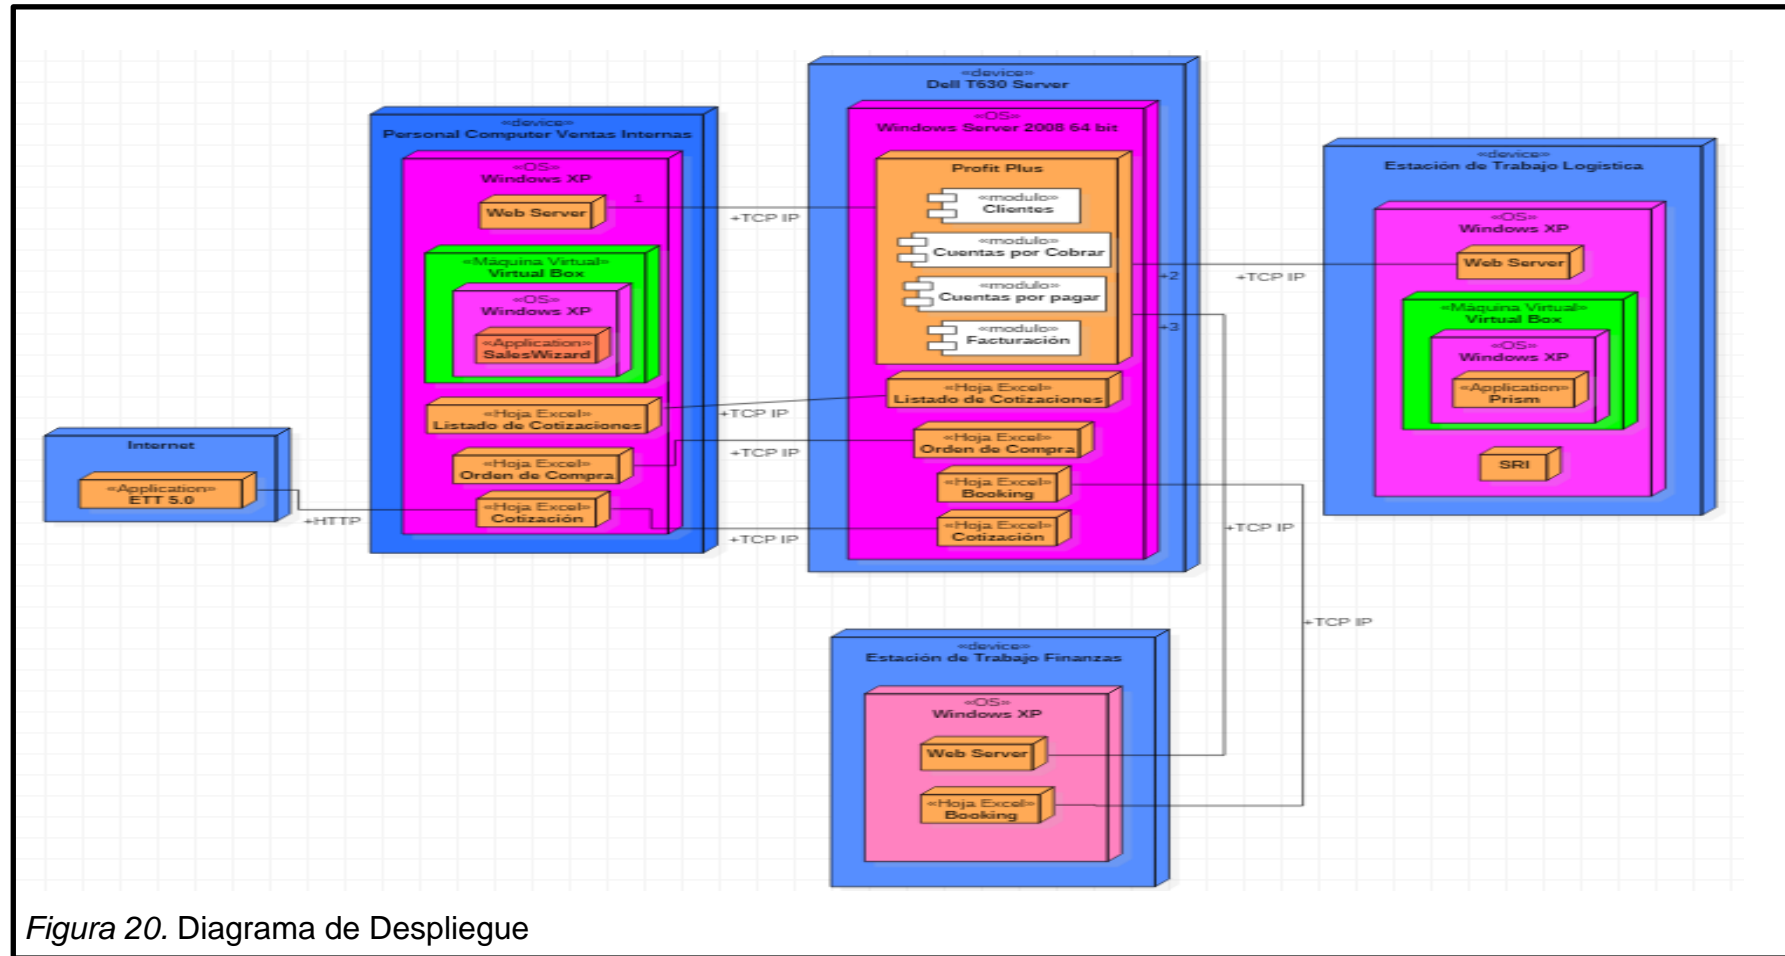 «device»
Dell T630 Server
«OS»
Windows Server 2008 64 bit
Profit Plus
«modulo»
Clientes
«modulo»
Cuentas por Cobrar
«modulo»
Cuentas por pagar
«modulo»
Facturación
«Hoja Excel»
Listado de Cotizaciones
«Hoja Excel»
Orden de Compra
«Hoja Excel»
Booking
«Hoja Excel»
Cotización
«device»
Personal Computer Ventas Internas
«OS»
Windows XP
Web Server
1
«Máquina Virtual»
Virtual Box
«OS»
Windows XP
«Application»
SalesWizard
«Hoja Excel»
Listado de Cotizaciones
«Hoja Excel»
Orden de Compra
«Hoja Excel»
Cotización
+TCP IP
+TCP IP
+TCP IP
+TCP IP
Internet
«Application»
ETT 5.0
+HTTP
«device»
Estación de Trabajo Logística
«OS»
Windows XP
Web Server
«Máquina Virtual»
Virtual Box
«OS»
Windows XP
«Application»
Prism
SRI
+2
+TCP IP
+3
+TCP IP
+TCP IP
«device»
Estación de Trabajo Finanzas
«OS»
Windows XP
Web Server
«Hoja Excel»
Booking
Figura 20. Diagrama de Despliegue